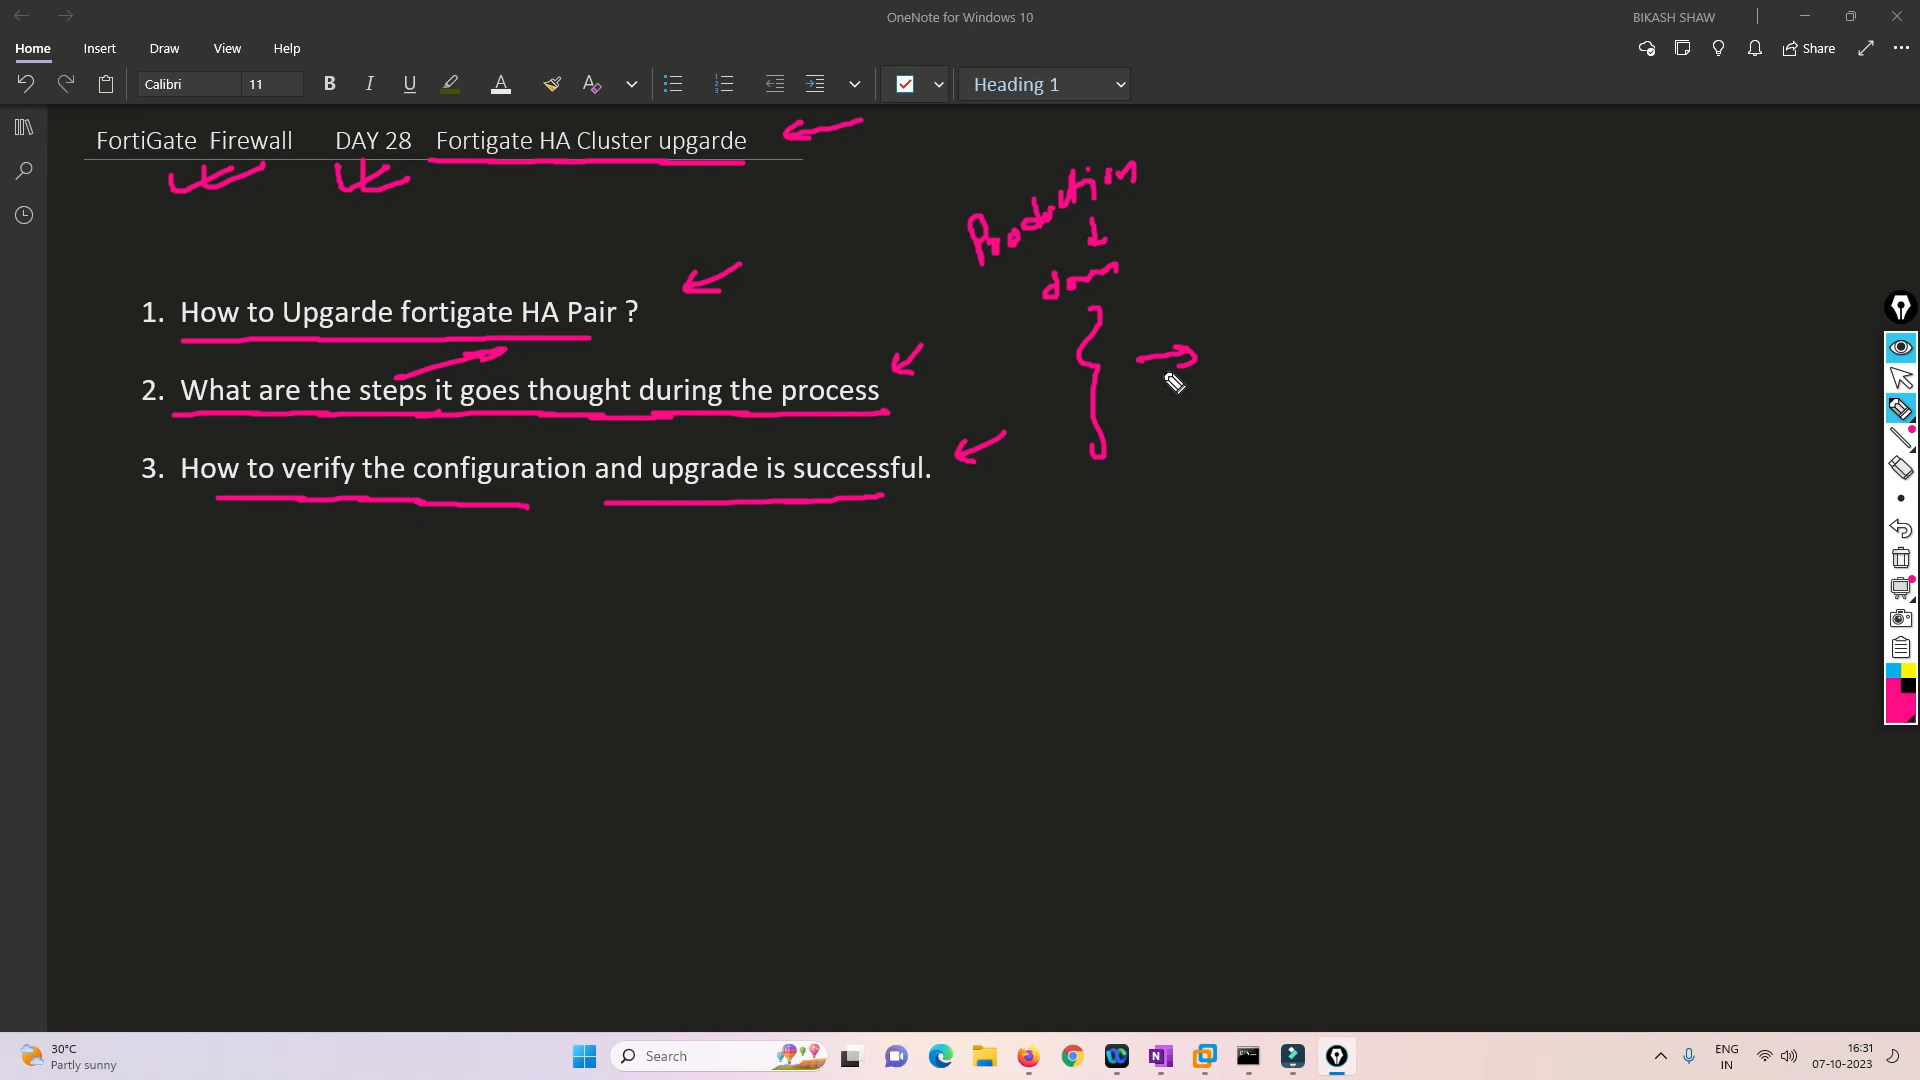 OneNote for Windows 10
BIKASH SHAW
Home Insert Draw View Help
Share
Calibri 11 B I U A A Heading 1
FortiGate Firewall DAY 28 Fortigate HA Cluster upgarde
Production
down
1. How to Upgarde fortigate HA Pair ?
2. What are the steps it goes thought during the process
3. How to verify the configuration and upgrade is successful.
30°C
Partly sunny
Search
ENG
IN
16:31
07-10-2023